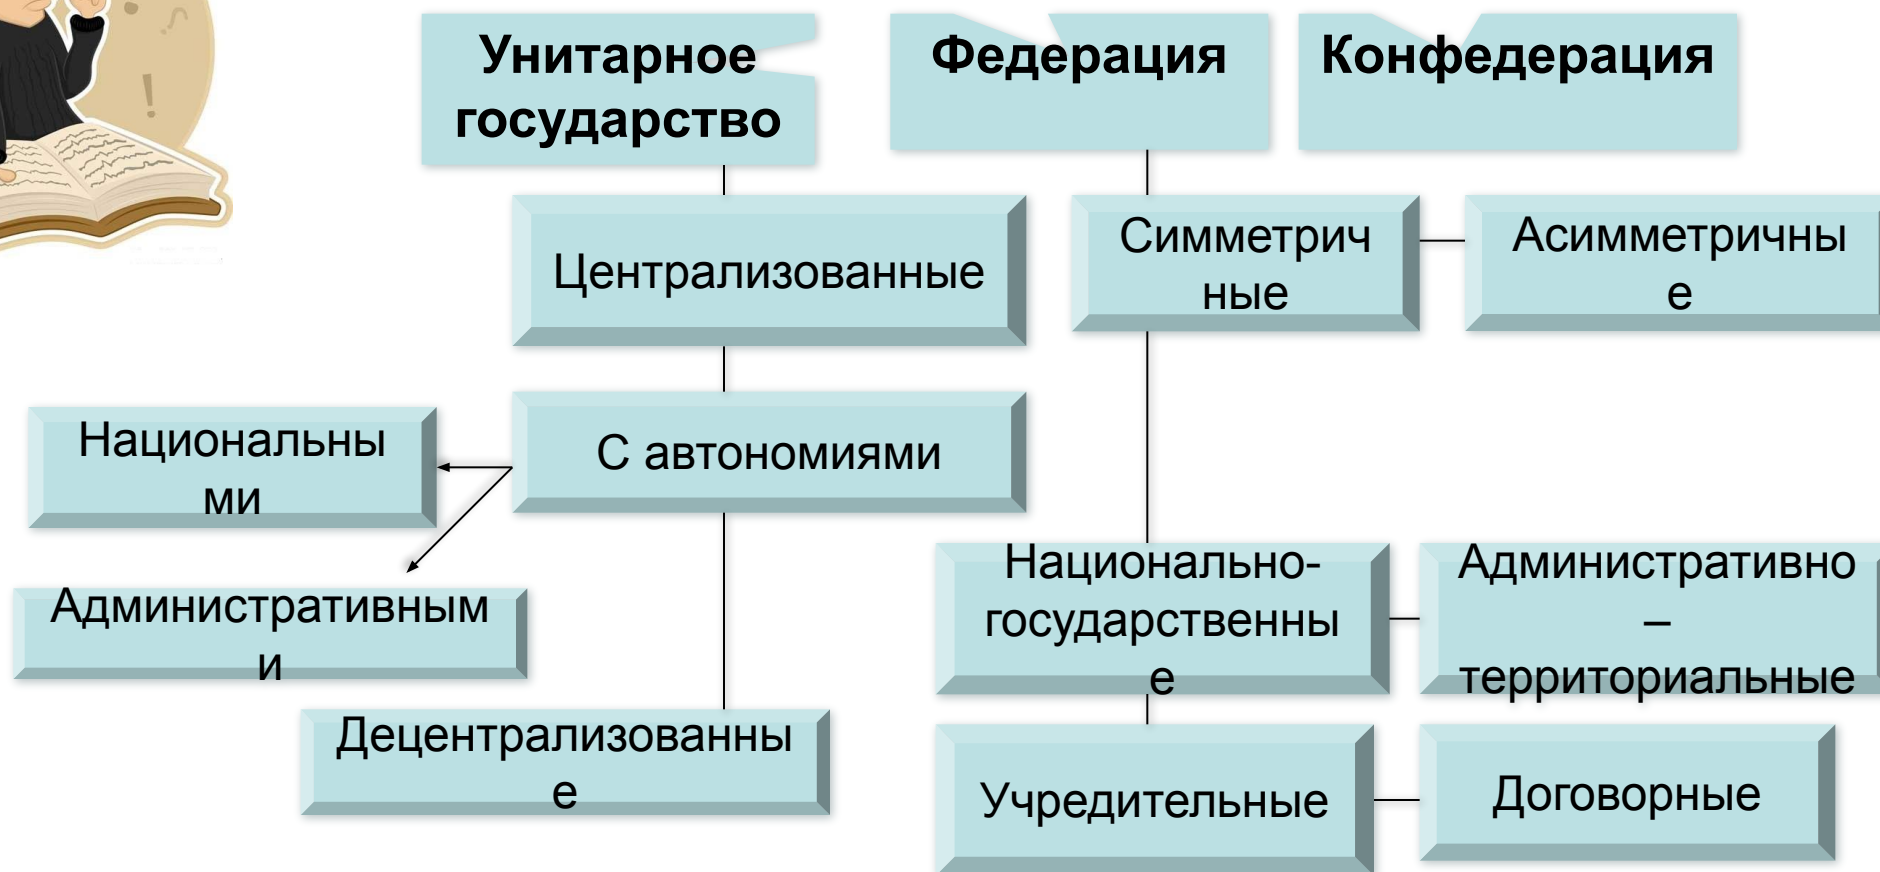 Унитарное
государство
Федерация
Конфедерация
Централизованные
Симметрич
ные
Асимметричны
е
Национальны
ми
С автономиями
Административным
и
Национально-
государственны
е
Административно
–
территориальные
Децентрализованны
е
Учредительные
Договорные